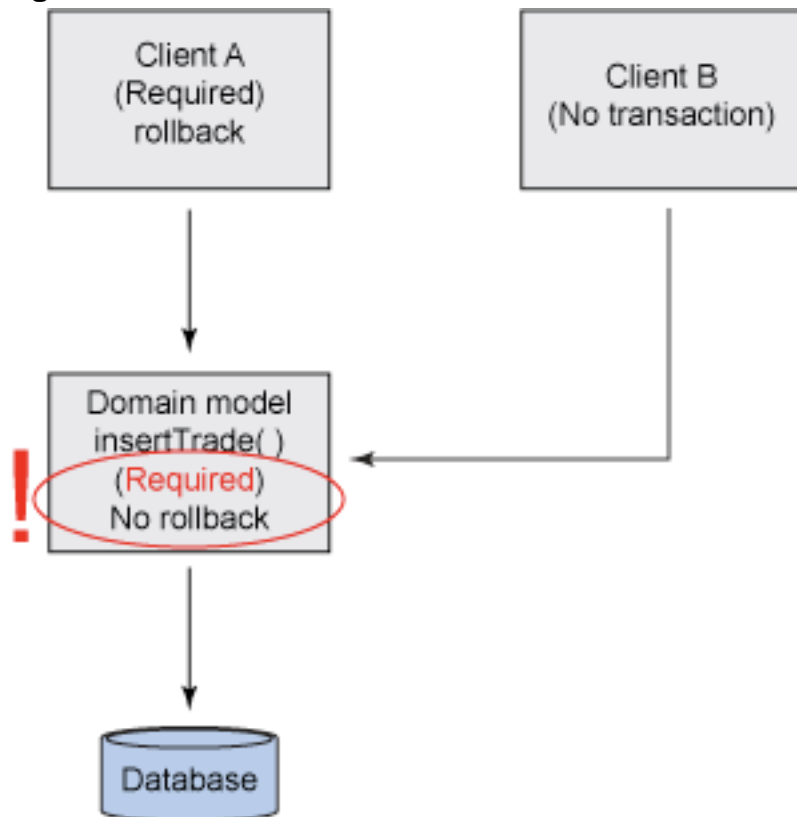 Client A
(Required)
rollback
Client B
(No transaction)
Domain model
insertTrade( )
(Required)
No rollback
!
Database